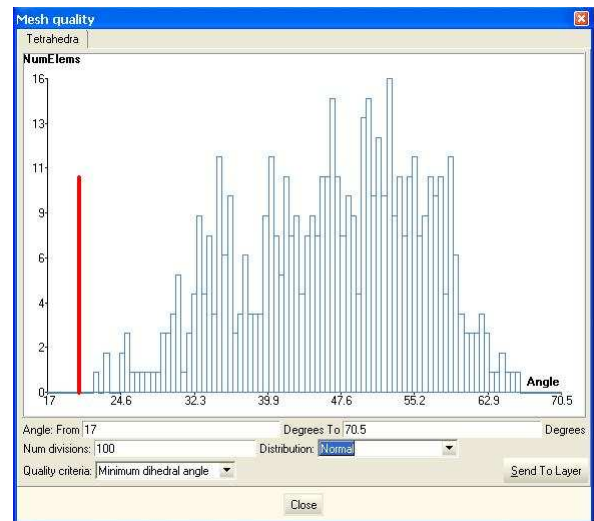 Mesh quality
Tetrahedra
NumElems
16
13
11
9
6
4
2
0
Angle
17 24.6 32.3 39.9 47.6 55.2 62.9 70.5
Angle: From 17 Degrees To 70.5 Degrees
Num divisions: 100 Distribution: Normal
Quality criteria: Minimum dihedral angle Send To Layer
Close